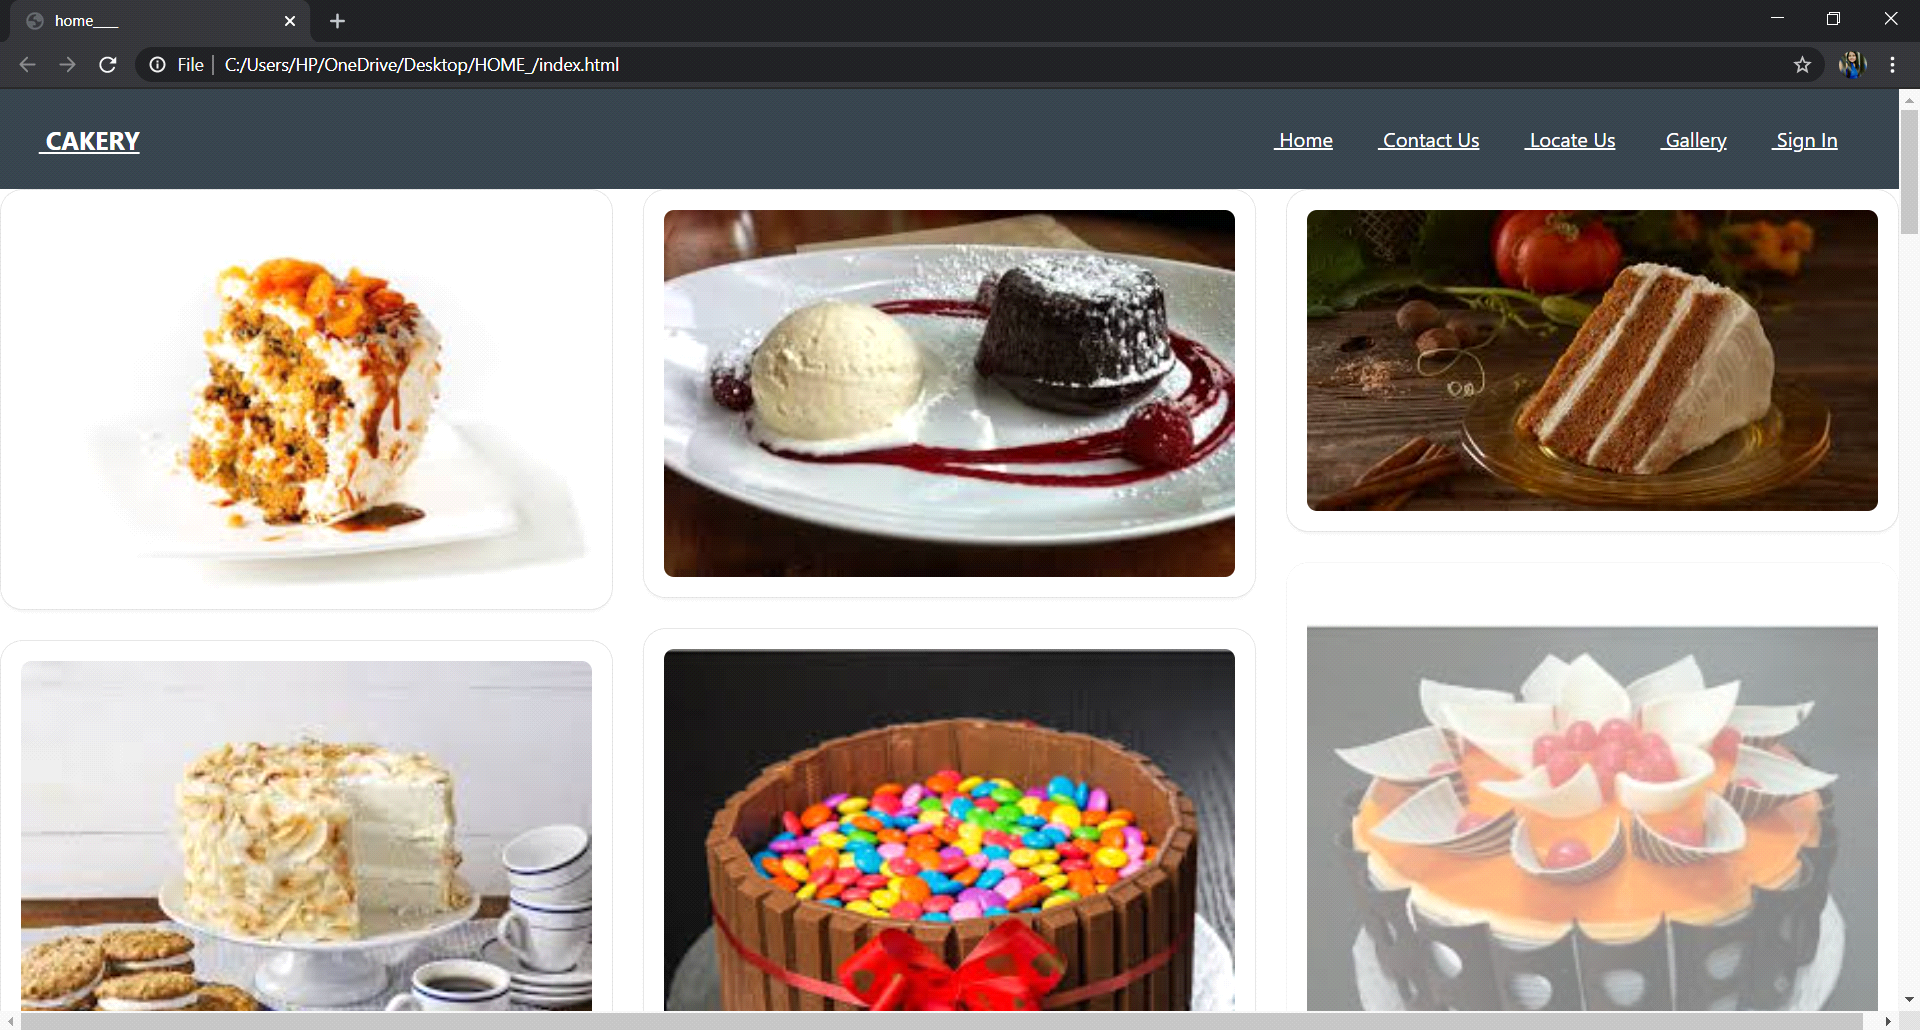 home___
File | C:/Users/HP/OneDrive/Desktop/HOME_/index.html
CAKERY
Home Contact Us Locate Us Gallery Sign In